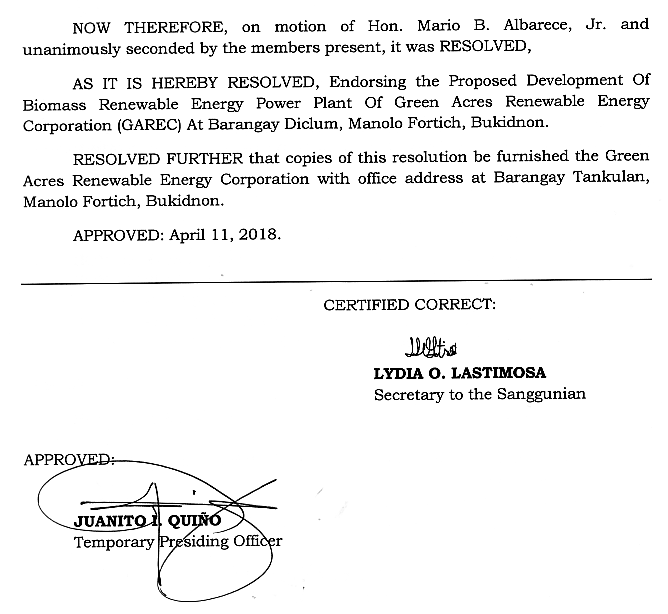 NOW THEREFORE, on motion of Hon. Mario B. Albarece, Jr. and
unanimously seconded by the members present, it was RESOLVED,
AS IT IS HEREBY RESOLVED, Endorsing the Proposed Development Of
Biomass Renewable Energy Power Plant Of Green Acres Renewable Energy
Corporation (GAREC) At Barangay Diclum, Manolo Fortich, Bukidnon.
RESOLVED FURTHER that copies of this resolution be furnished the Green
Acres Renewable Energy Corporation with office address at Barangay Tankulan,
Manolo Fortich, Bukidnon.
APPROVED: April 11, 2018.
CERTIFIED CORRECT:
LYDIA O. LASTIMOSA
Secretary to the Sanggunian
APPROVED:
JUANITO I. QUIÑO
Temporary Presiding Officer